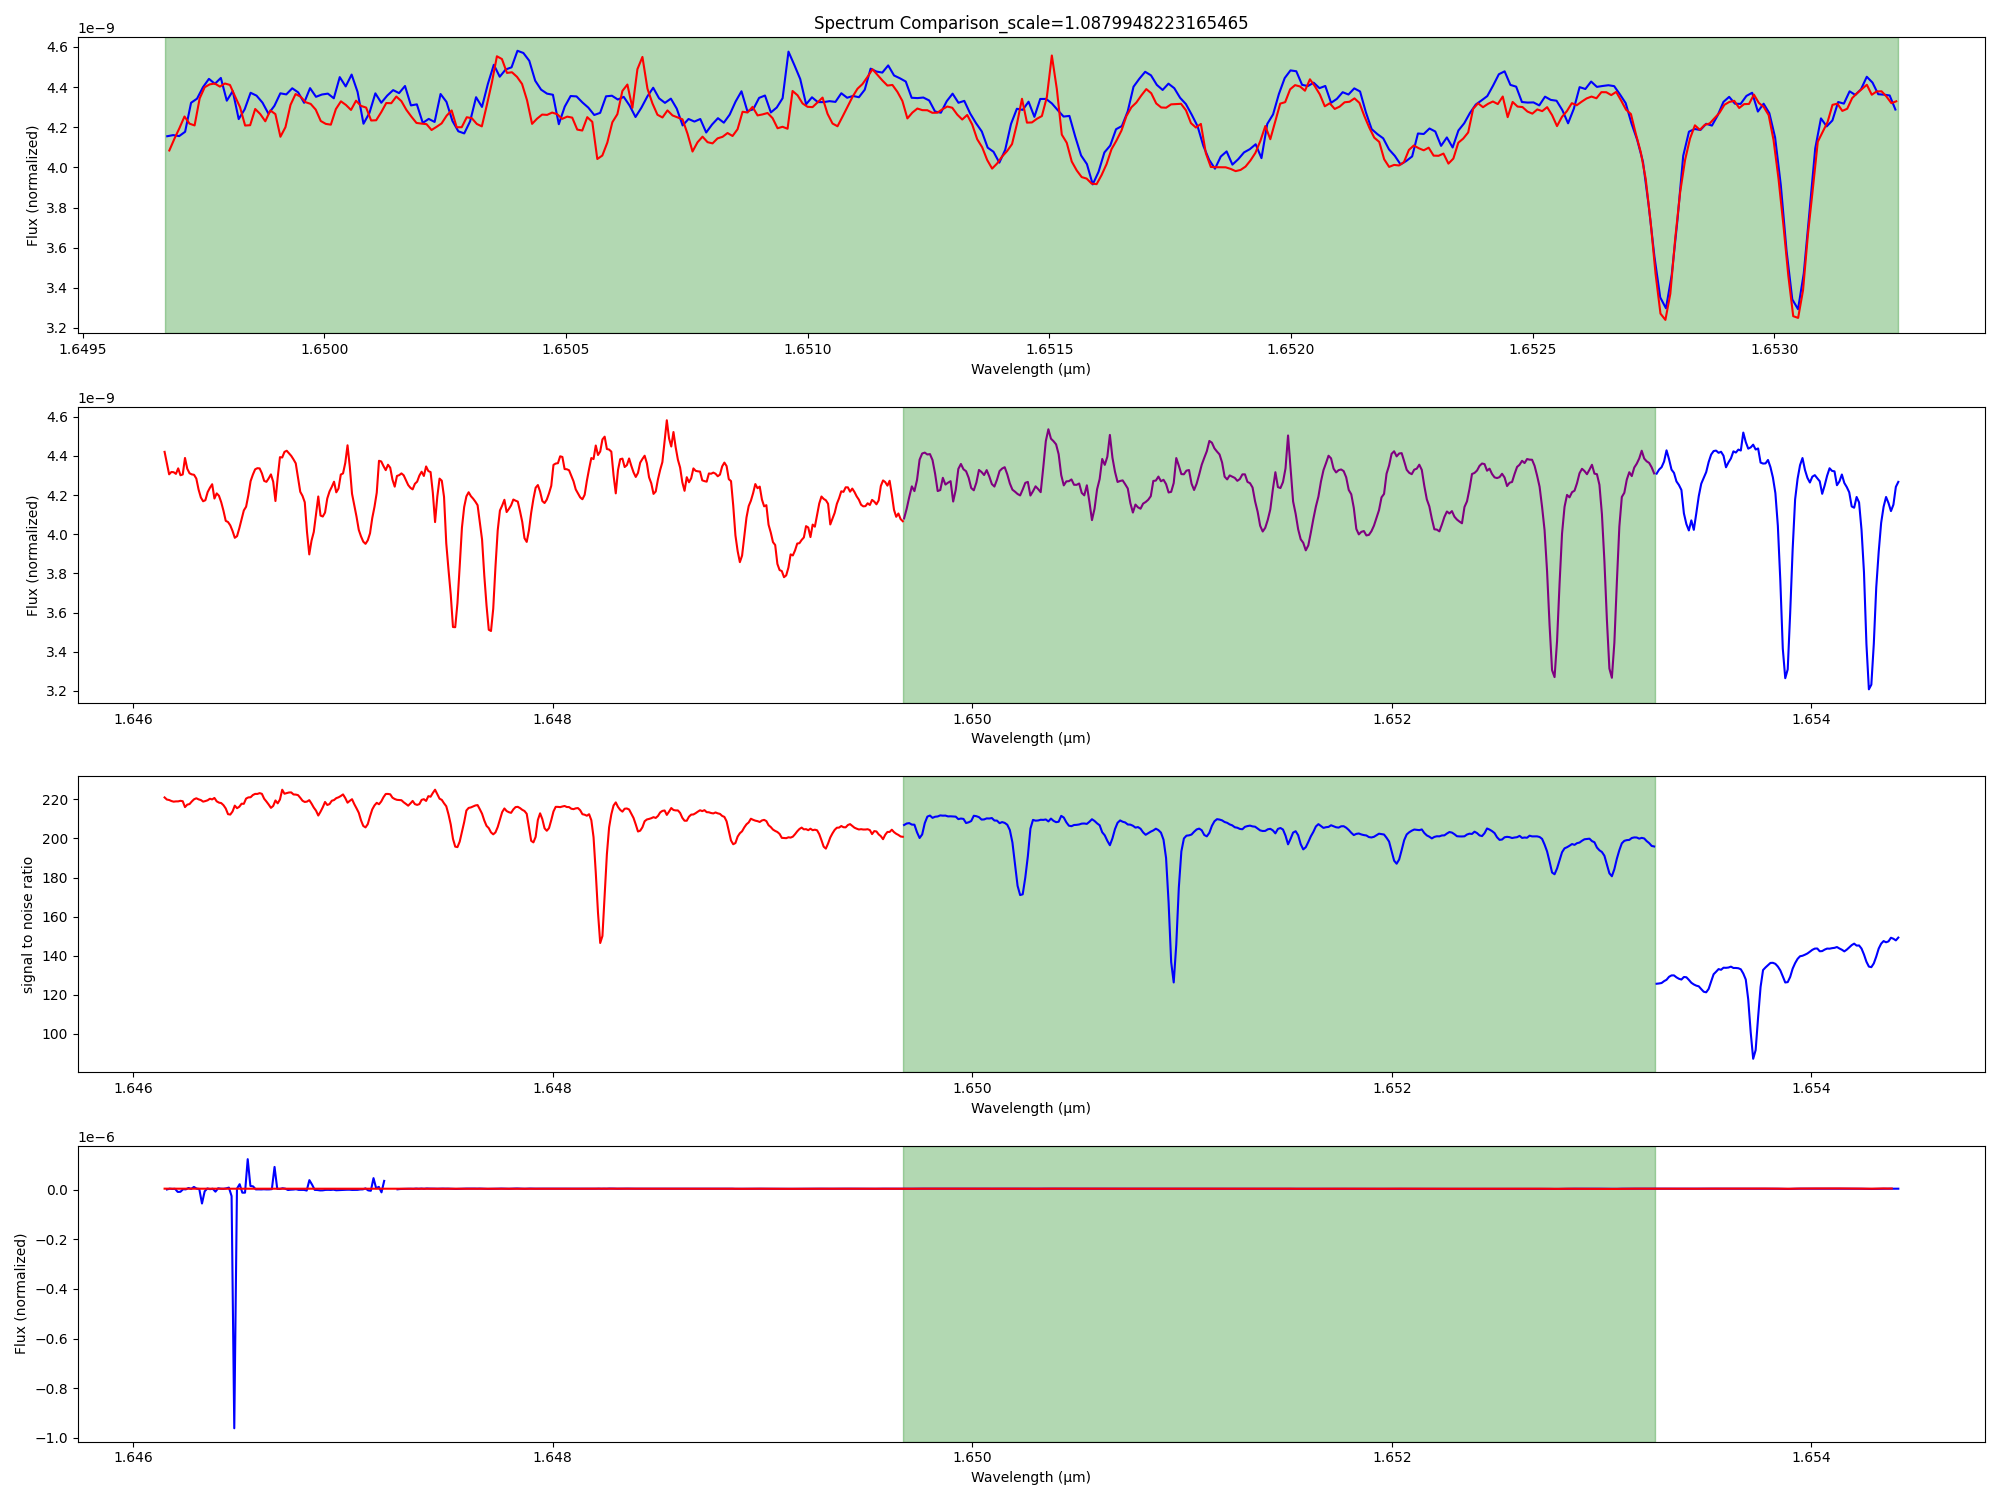 Spectrum Comparison_scale=1.0879948223165465
1e−9
Flux (normalized)
4.6
4.4
4.2
4.0
3.8
3.6
3.4
3.2
1.6495 1.6500 1.6505 1.6510 1.6515 1.6520 1.6525 1.6530
Wavelength (μm)
1e−9
Flux (normalized)
4.6
4.4
4.2
4.0
3.8
3.6
3.4
3.2
1.646 1.648 1.650 1.652 1.654
Wavelength (μm)
signal to noise ratio
220
200
180
160
140
120
100
1.646 1.648 1.650 1.652 1.654
Wavelength (μm)
1e−6
Flux (normalized)
0.0
−0.2
−0.4
−0.6
−0.8
−1.0
1.646 1.648 1.650 1.652 1.654
Wavelength (μm)